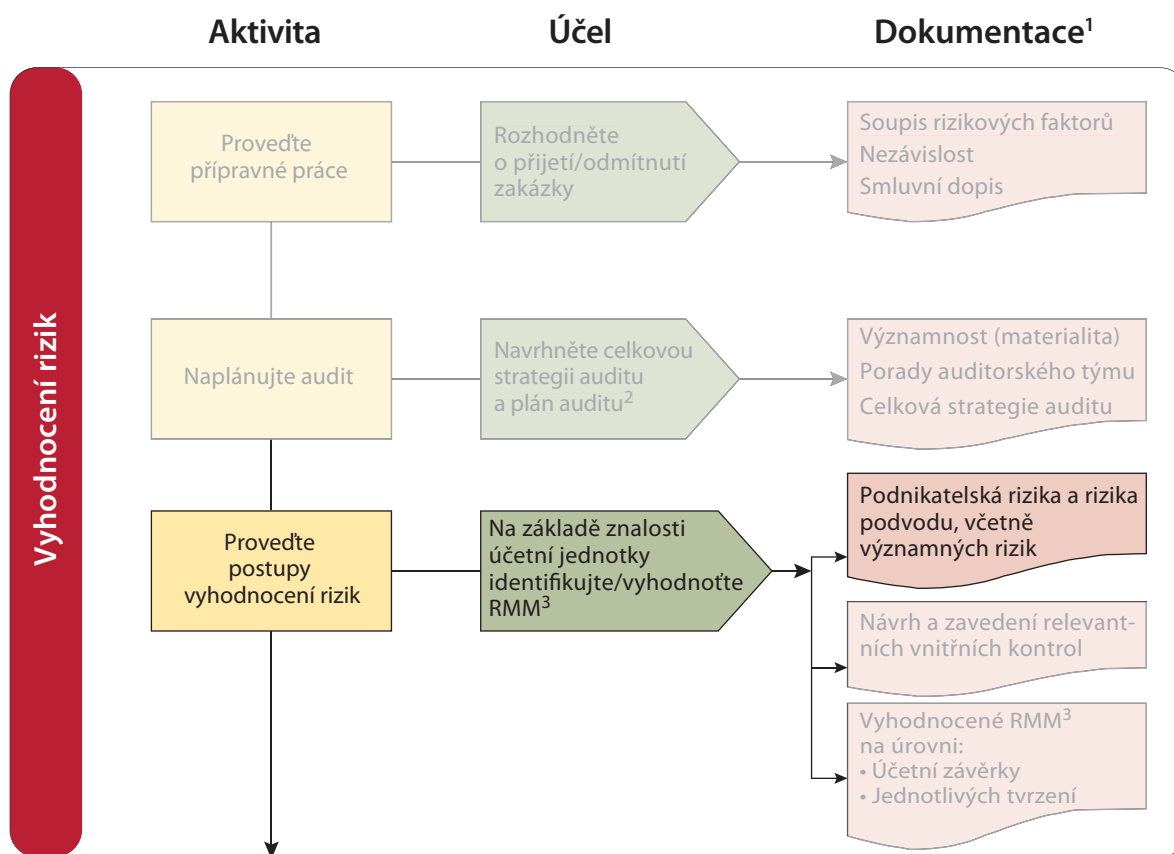 Aktivita
Účel
Dokumentace1
Vyhodnocení rizik
Proveďte
přípravné práce
Rozhodněte
o přijetí/odmítnutí
zakázky
Soupis rizikových faktorů
Nezávislost
Smluvní dopis
Naplánujte audit
Navrhněte celkovou
strategii auditu
a plán auditu2
Významnost (materialita)
Porady auditorského týmu
Celková strategie auditu
Proveďte
postupy
vyhodnocení rizik
Na základě znalosti
účetní jednotky
identifikujte/vyhodnoťte
RMM3
Podnikatelská rizika a rizika
podvodu, včetně
významných rizik
Návrh a zavedení relevant-
ních vnitřních kontrol
Vyhodnocené RMM3
na úrovni:
• Účetní závěrky
• Jednotlivých tvrzení